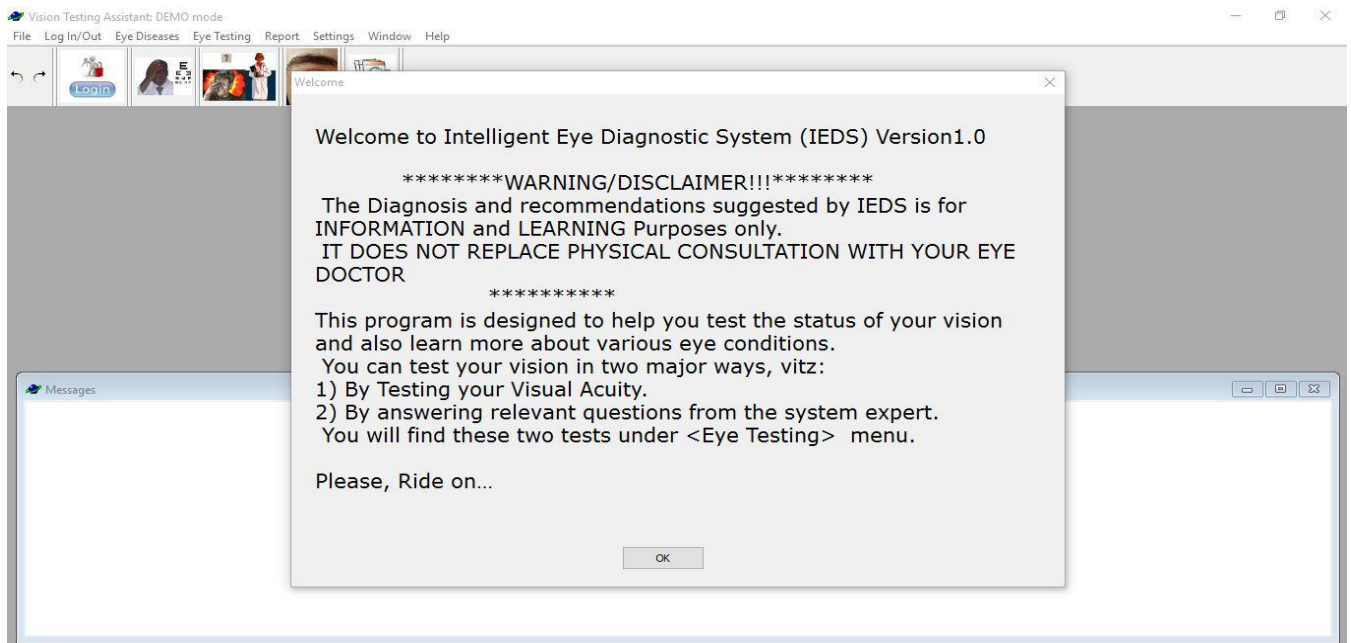 Vision Testing Assistant: DEMO mode
File Log In/Out Eye Diseases Eye Testing Report Settings Window Help
Login
Welcome
Welcome to Intelligent Eye Diagnostic System (IEDS) Version1.0
********WARNING/DISCLAIMER!!!********
The Diagnosis and recommendations suggested by IEDS is for
INFORMATION and LEARNING Purposes only.
IT DOES NOT REPLACE PHYSICAL CONSULTATION WITH YOUR EYE
DOCTOR
**********
This program is designed to help you test the status of your vision
and also learn more about various eye conditions.
You can test your vision in two major ways, vitz:
1) By Testing your Visual Acuity.
2) By answering relevant questions from the system expert.
You will find these two tests under <Eye Testing> menu.
Please, Ride on...
OK
Messages